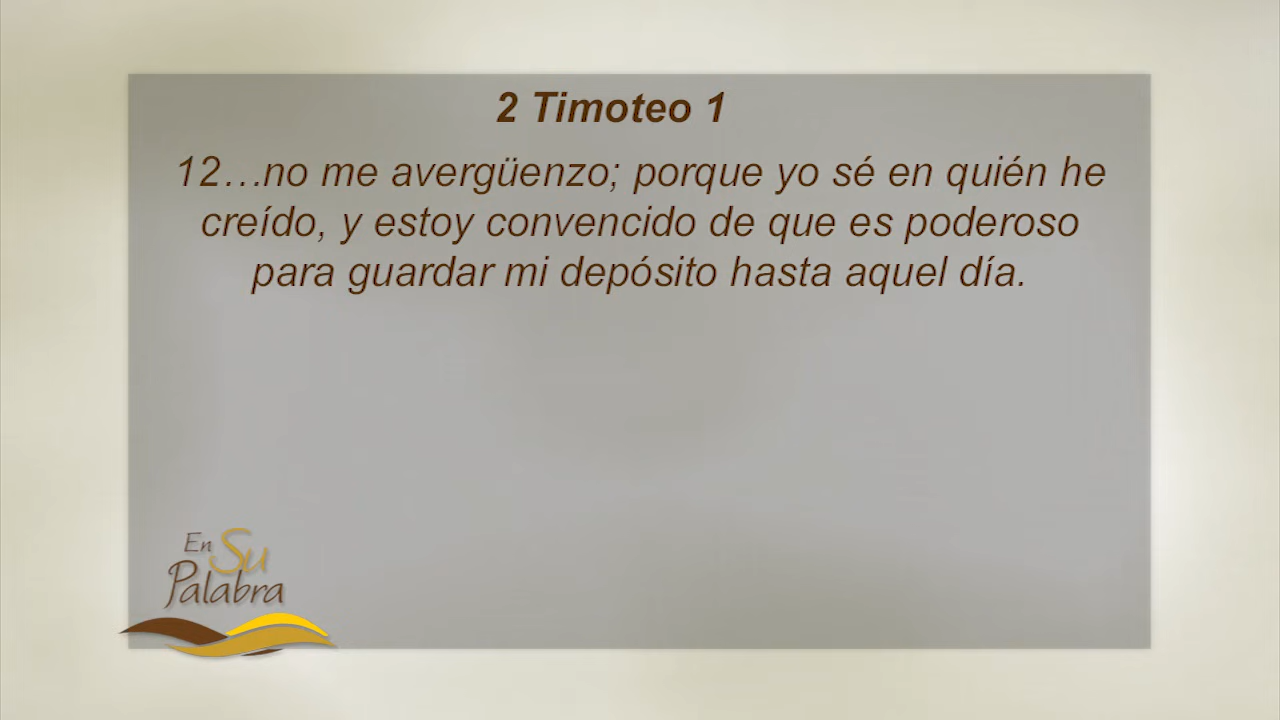 2 Timoteo 1
12…no me avergüenzo; porque yo sé en quién he
creído, y estoy convencido de que es poderoso
para guardar mi depósito hasta aquel día.
En Su
Palabra